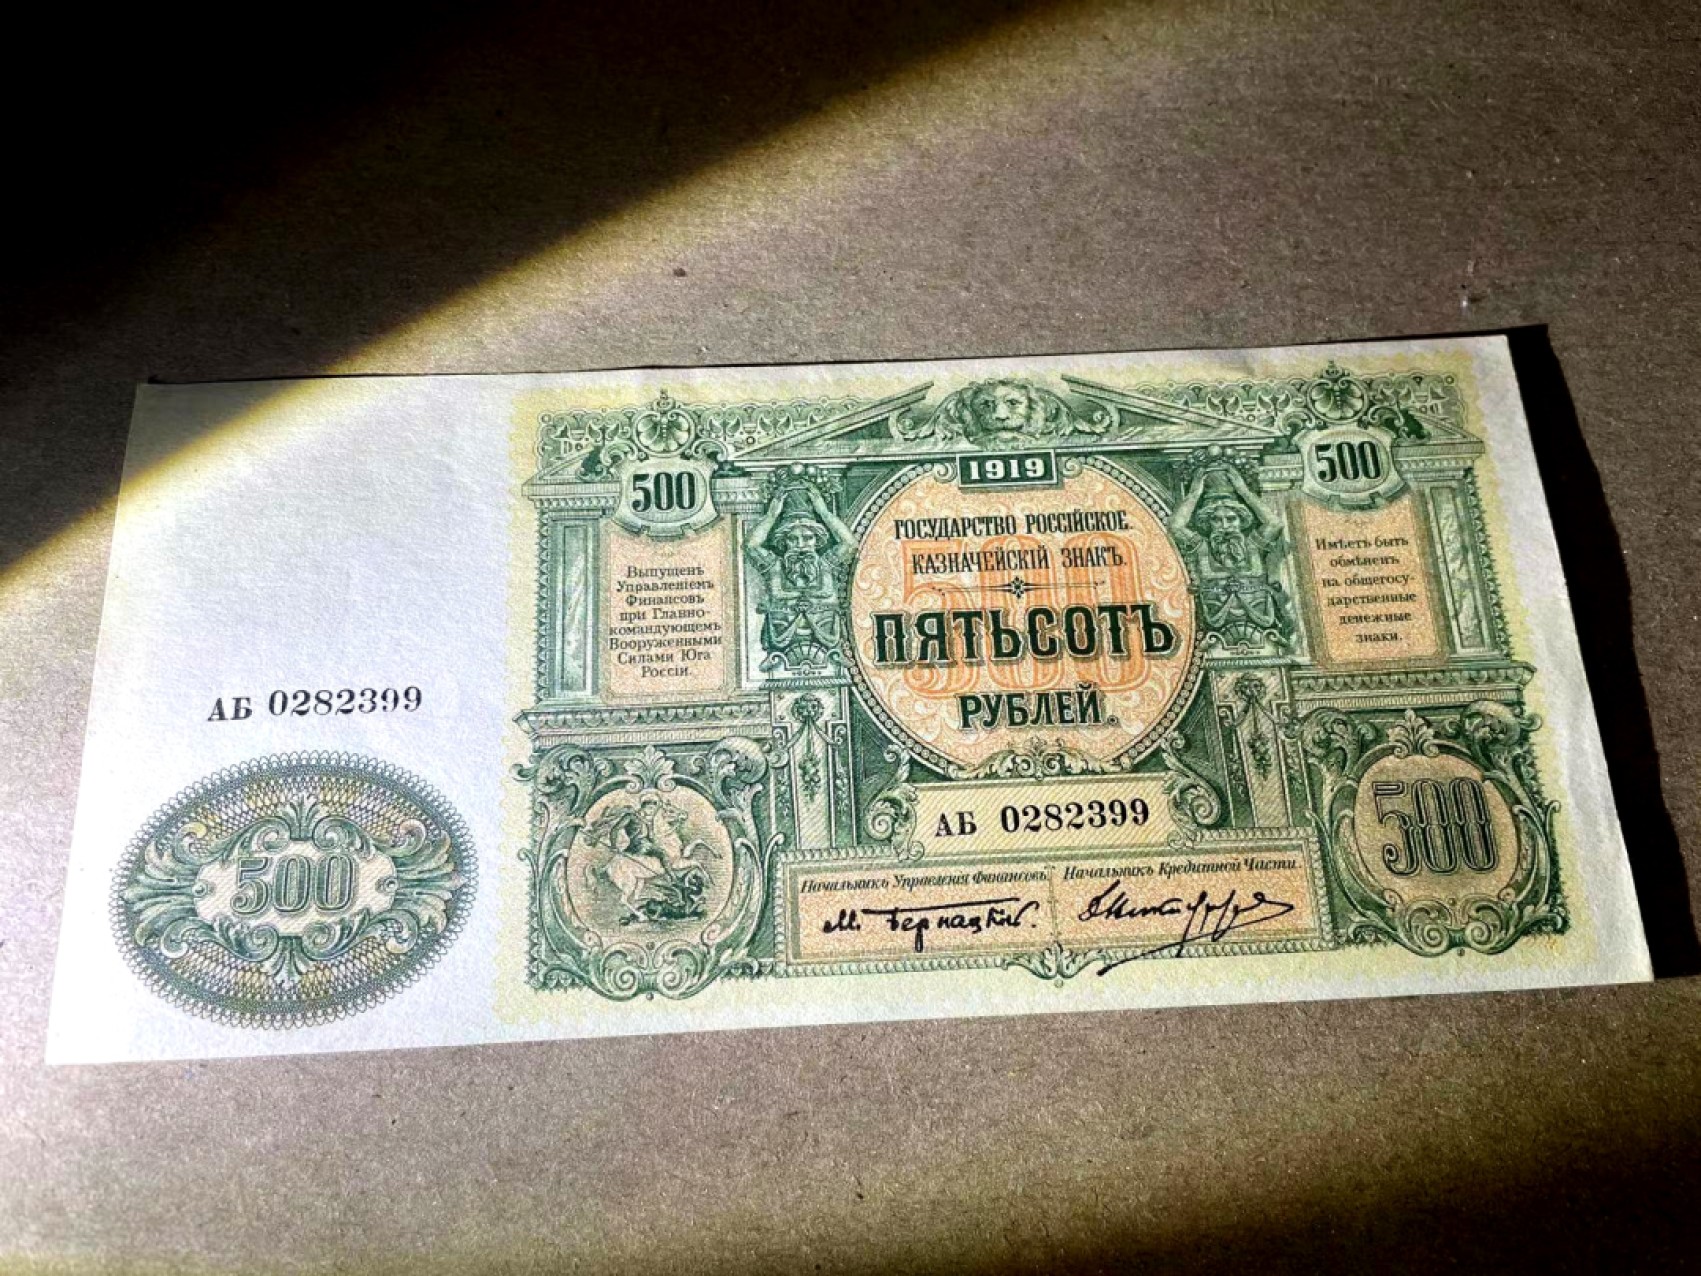 1919
500
500
ГОСУДАРСТВО РОССІЙСКОЕ.
КАЗНАЧЕЙСКІЙ ЗНАКЪ.
500
ПЯТЬСОТЪ
РУБЛЕЙ.
Выпущенъ
Управленіемъ
Финансовъ
при Главно-
командующемъ
Вооруженными
Силами Юга
Россіи.
Имѣетъ быть
обмѣненъ
на общегосу-
дарственные
денежные
знаки.
АБ 0282399
АБ 0282399
500
500
Начальникъ Управленія Финансовъ.
Начальникъ Кредитной Части.
М. Бернацкій.